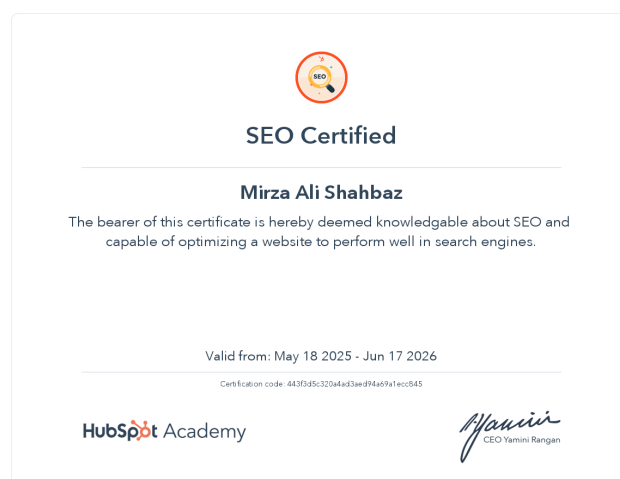 SEO
SEO Certified
Mirza Ali Shahbaz
The bearer of this certificate is hereby deemed knowledgable about SEO and
capable of optimizing a website to perform well in search engines.
Valid from: May 18 2025 - Jun 17 2026
Certification code: 443f3d5c320a4ad3aed94a69a1ecc845
HubSpot Academy
Yamini
CEO Yamini Rangan